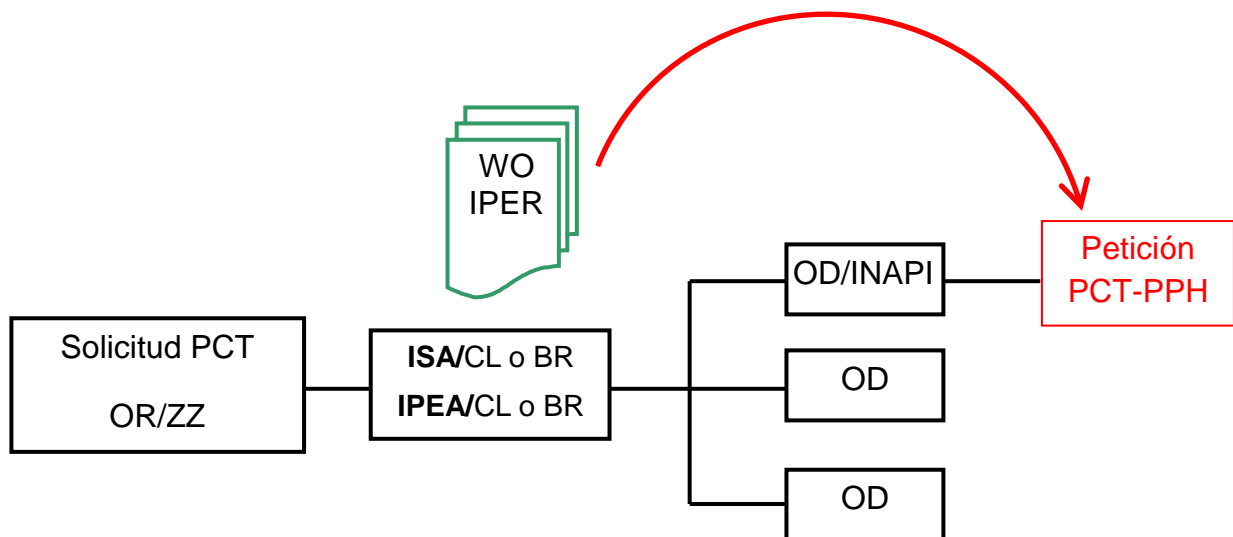 WO
IPER
OD/INAPI
Petición
PCT-PPH
Solicitud PCT
OR/ZZ
ISA/CL o BR
IPEA/CL o BR
OD
OD